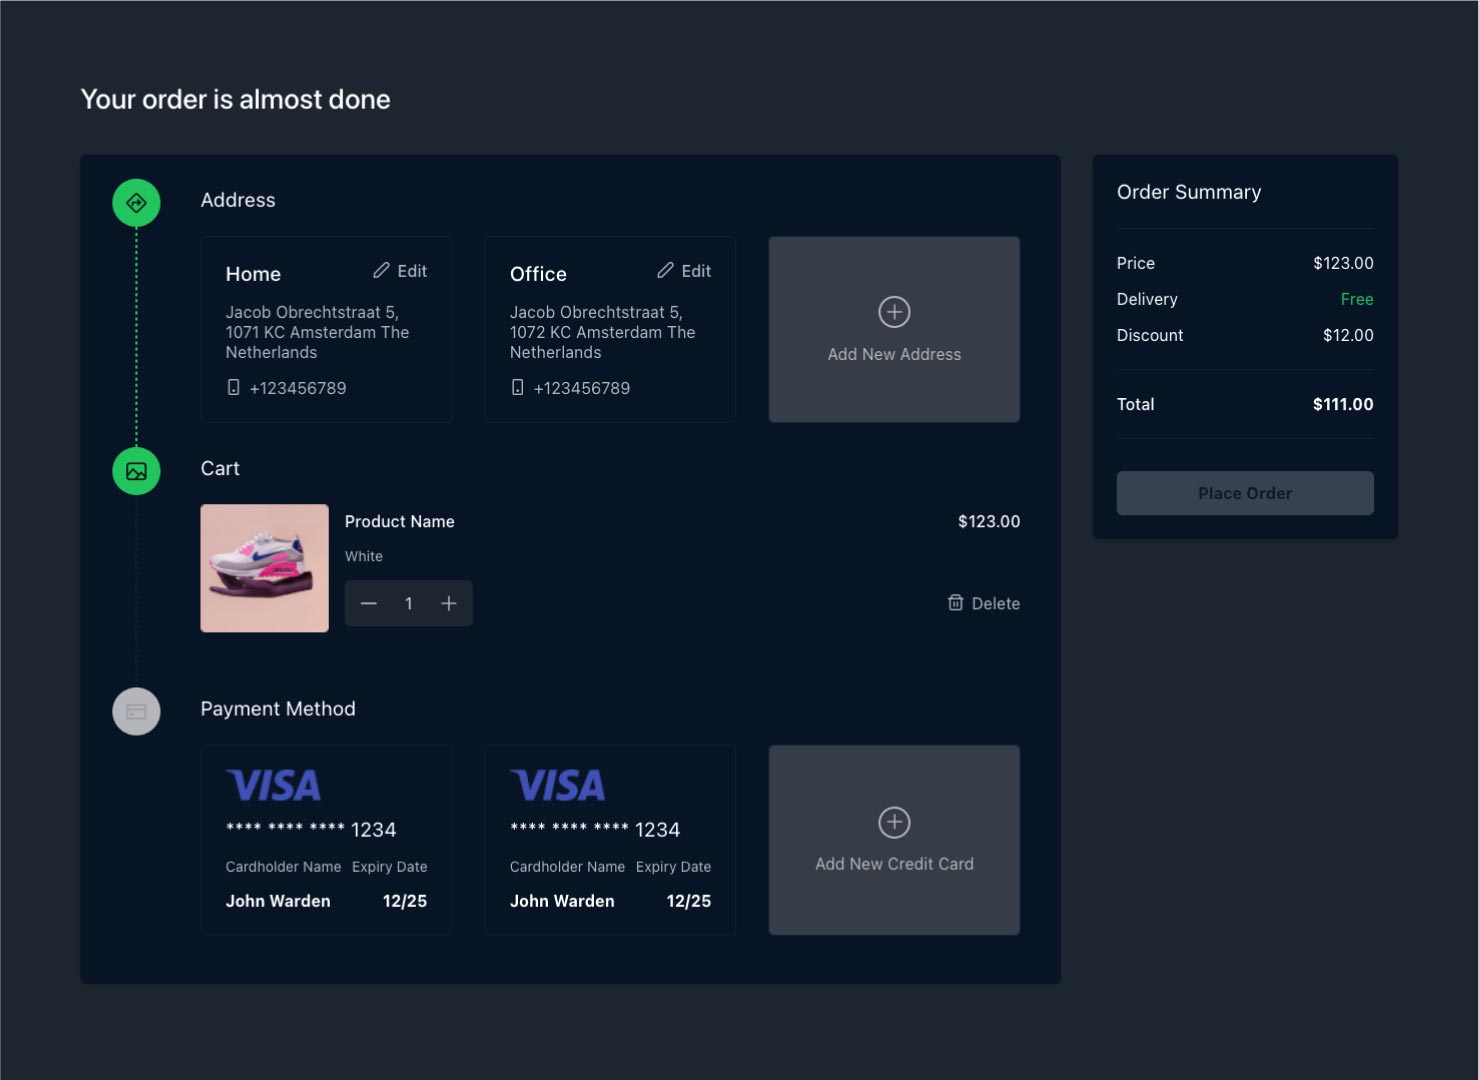 Your order is almost done
Address
Home
Edit
Jacob Obrechtstraat 5,
1071 KC Amsterdam The
Netherlands
+123456789
Office
Edit
Jacob Obrechtstraat 5,
1072 KC Amsterdam The
Netherlands
+123456789
Add New Address
Cart
Product Name
$123.00
White
1
Delete
Payment Method
VISA
**** **** **** 1234
Cardholder Name Expiry Date
John Warden 12/25
VISA
**** **** **** 1234
Cardholder Name Expiry Date
John Warden 12/25
Add New Credit Card
Order Summary
Price $123.00
Delivery Free
Discount $12.00
Total $111.00
Place Order